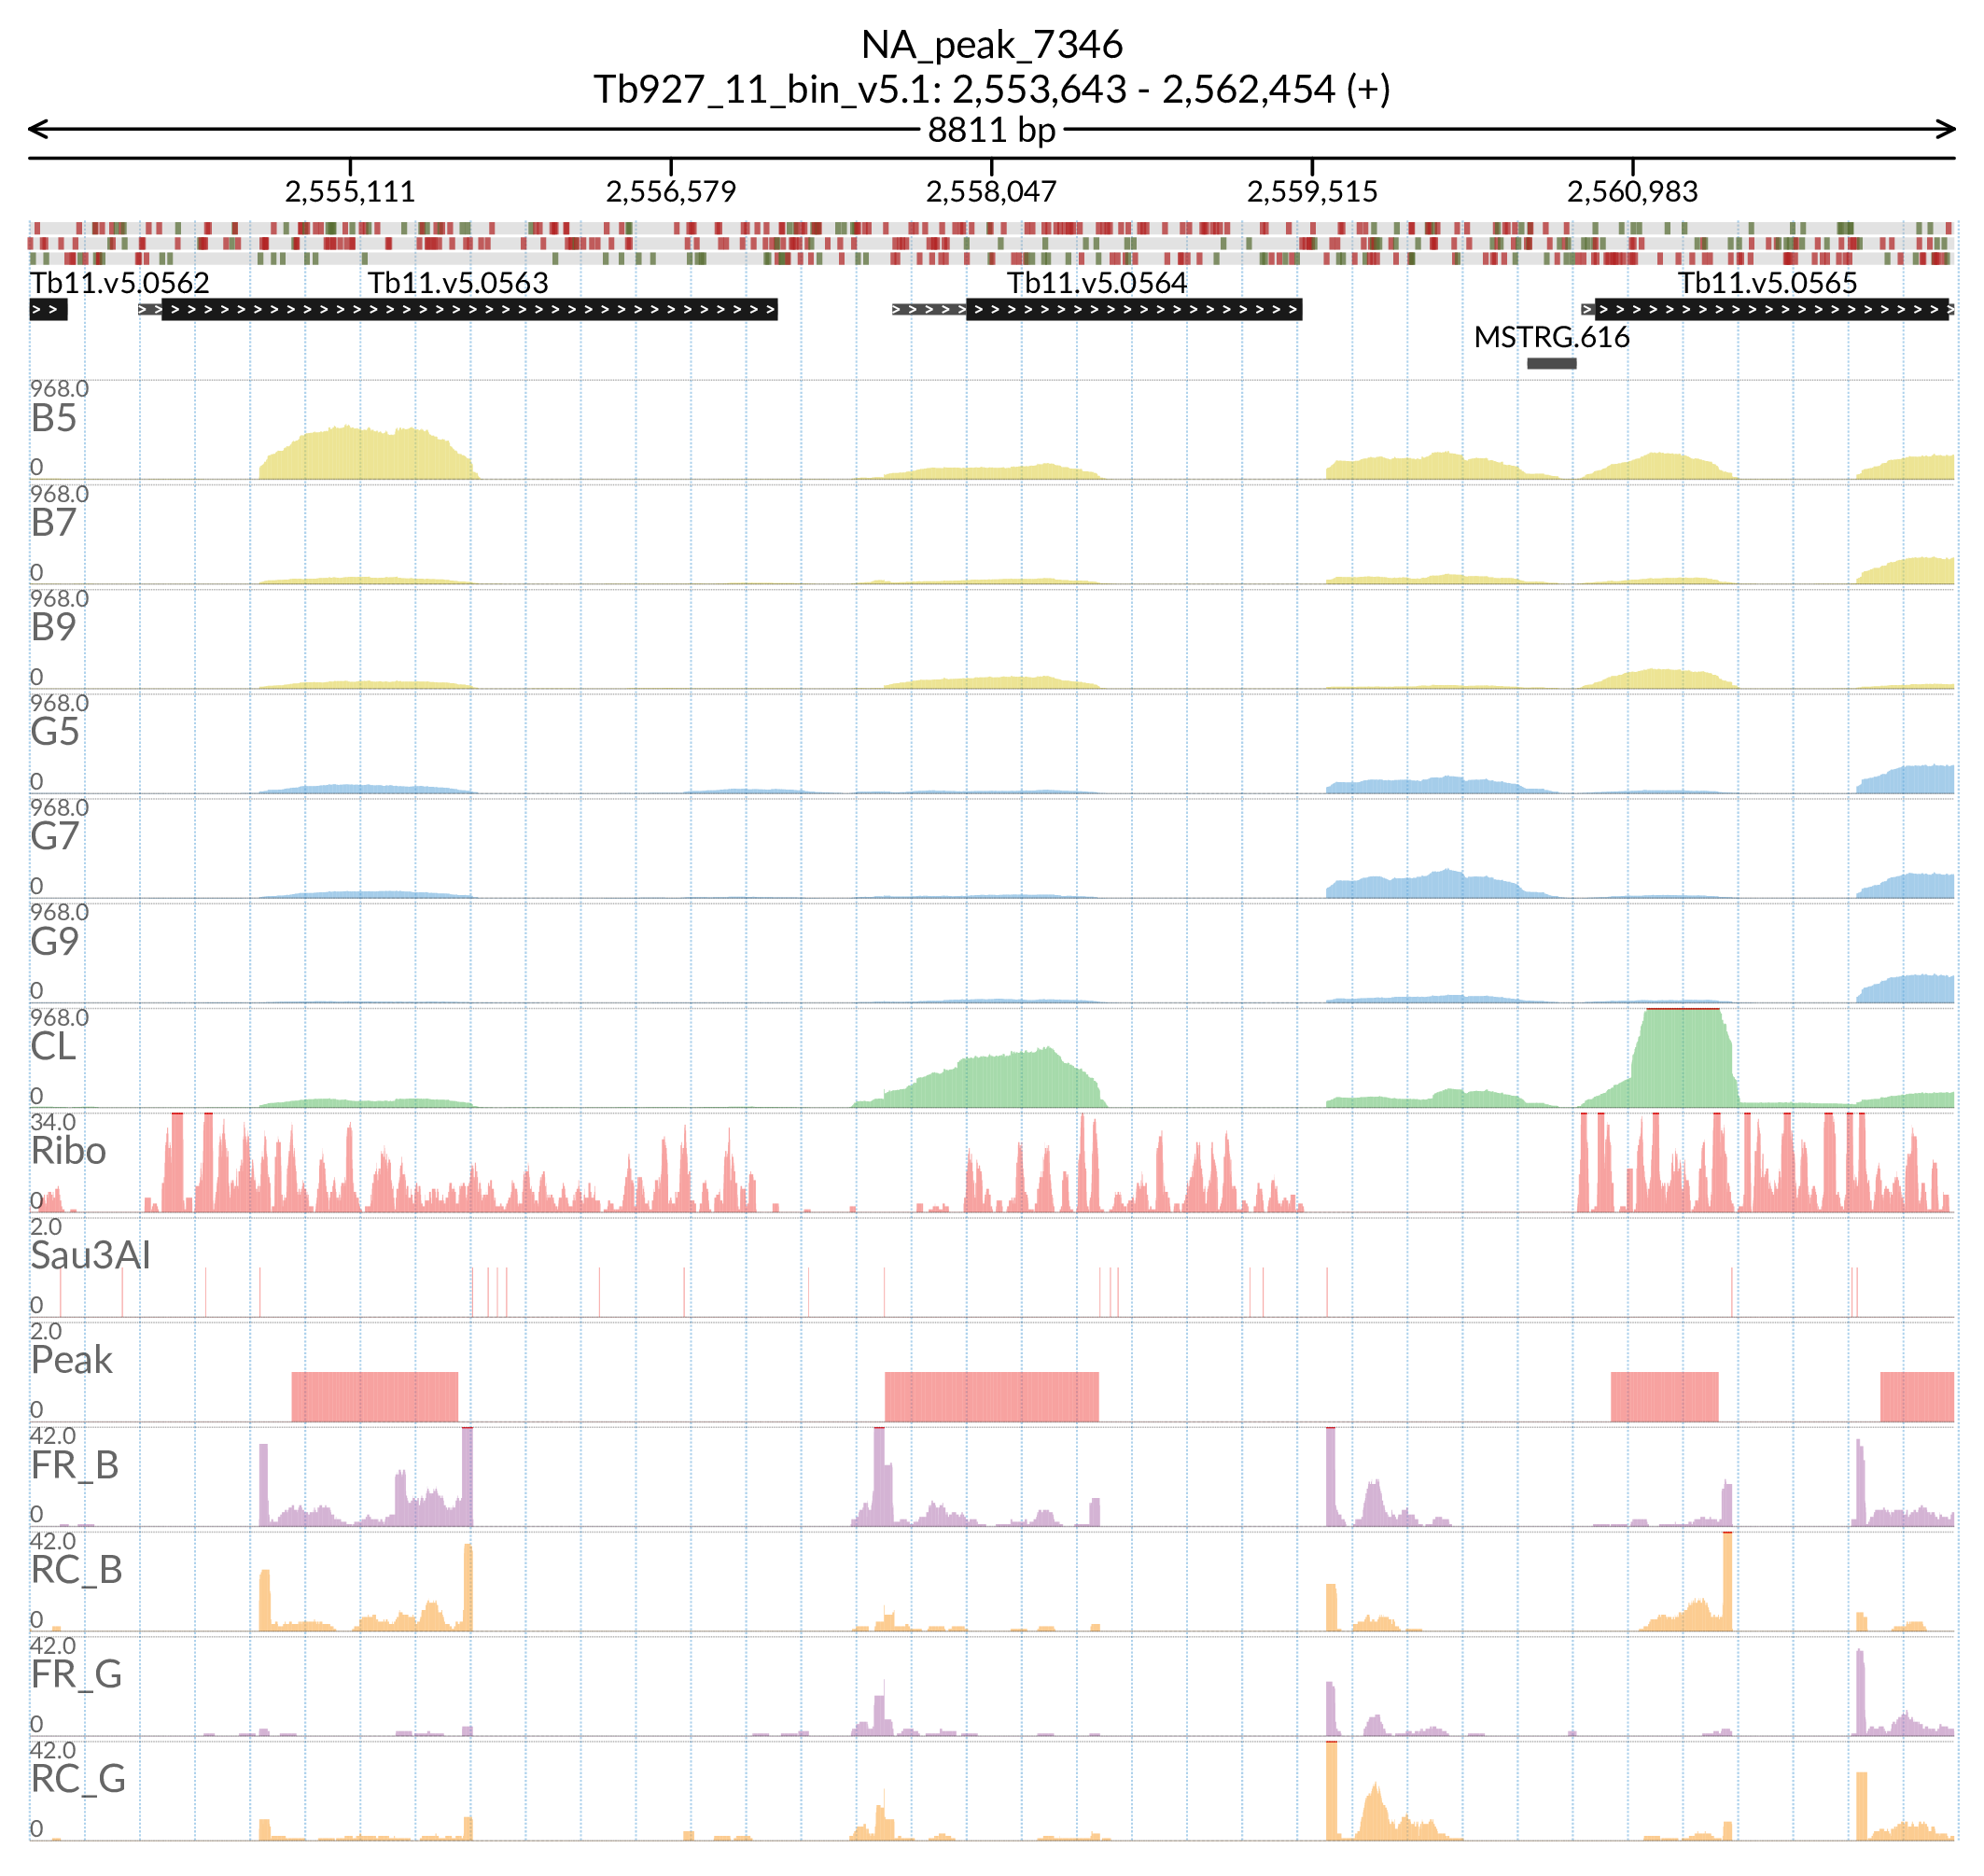 NA_peak_7346
Tb927_11_bin_v5.1: 2,553,643 - 2,562,454 (+)
8811 bp
2,555,111 2,556,579 2,558,047 2,559,515 2,560,983
Tb11.v5.0562 Tb11.v5.0563 Tb11.v5.0564 Tb11.v5.0565
MSTRG.616
968.0
B5
0
968.0
B7
0
968.0
B9
0
968.0
G5
0
968.0
G7
0
968.0
G9
0
968.0
CL
0
34.0
Ribo
0
2.0
Sau3AI
0
2.0
Peak
0
42.0
FR_B
0
42.0
RC_B
0
42.0
FR_G
0
42.0
RC_G
0